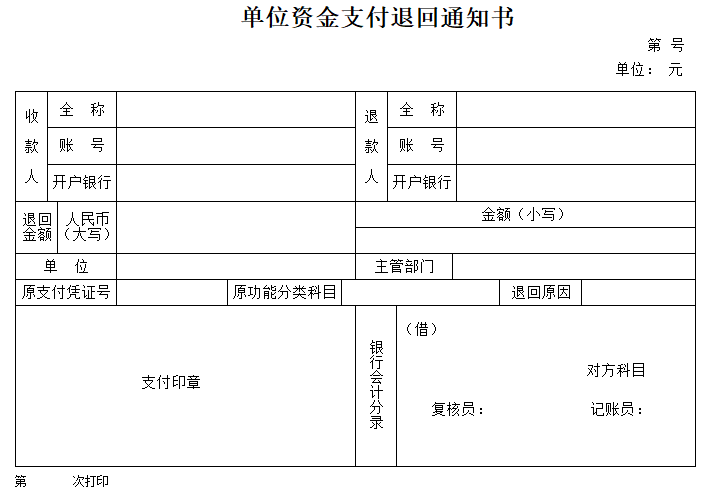 单位资金支付退回通知书
第 号
单位： 元
收款人 全 称 退款人 全 称
账 号 账 号
开户银行 开户银行
退回金额 人民币（大写） 金额（小写）
单 位 主管部门
原支付凭证号 原功能分类科目 退回原因
支付印章 银行会计分录 （借）
对方科目
复核员： 记账员：
第 次打印